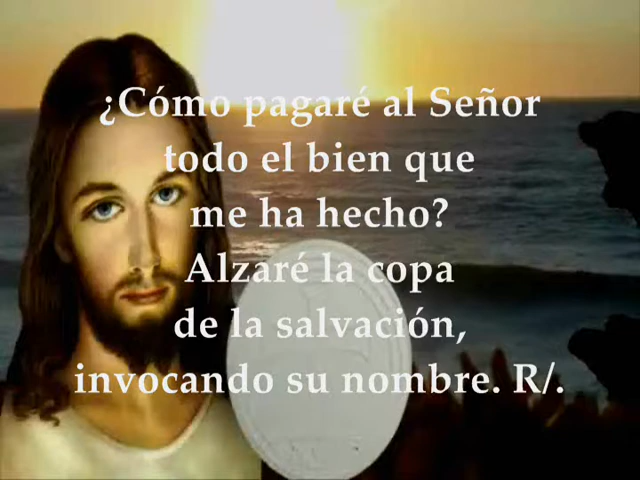 ¿Cómo pagaré al Señor
todo el bien que
me ha hecho?
Alzaré la copa
de la salvación,
invocando su nombre. R/.